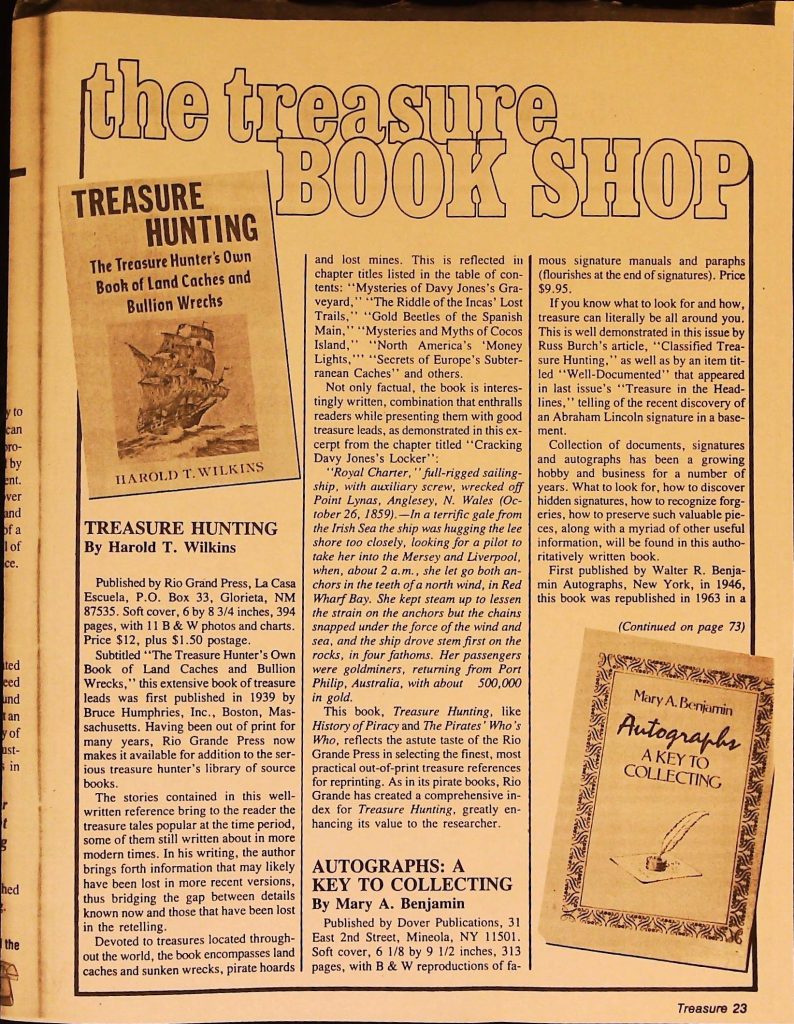 the treasure
BOOK SHOP
TREASURE
HUNTING
The Treasure Hunter's Own
Book of Land Caches and
Bullion Wrecks
HAROLD T. WILKINS
TREASURE HUNTING
By Harold T. Wilkins
Published by Rio Grand Press, La Casa
Escuela, P.O. Box 33, Glorieta, NM
87535. Soft cover, 6 by 8 3/4 inches, 394
pages, with 11 B & W photos and charts.
Price $12, plus $1.50 postage.
Subtitled "The Treasure Hunter's Own
Book of Land Caches and Bullion
Wrecks," this extensive book of treasure
leads was first published in 1939 by
Bruce Humphries, Inc., Boston, Mas-
sachusetts. Having been out of print for
many years, Rio Grande Press now
makes it available for addition to the ser-
ious treasure hunter's library of source
books.
The stories contained in this well-
written reference bring to the reader the
treasure tales popular at the time period,
some of them still written about in more
modern times. In his writing, the author
brings forth information that may likely
have been lost in more recent versions,
thus bridging the gap between details
known now and those that have been lost
in the retelling.
Devoted to treasures located through-
out the world, the book encompasses land
caches and sunken wrecks, pirate hoards
and lost mines. This is reflected in
chapter titles listed in the table of con-
tents: "Mysteries of Davy Jones's Gra-
veyard," "The Riddle of the Incas' Lost
Trails," "Gold Beetles of the Spanish
Main," "Mysteries and Myths of Cocos
Island," "North America's 'Money
Lights,'" "Secrets of Europe's Subter-
ranean Caches" and others.
Not only factual, the book is interes-
tingly written, combination that enthralls
readers while presenting them with good
treasure leads, as demonstrated in this ex-
cerpt from the chapter titled "Cracking
Davy Jones's Locker":
"Royal Charter," full-rigged sailing-
ship, with auxiliary screw, wrecked off
Point Lynas, Anglesey, N. Wales (Oc-
tober 26, 1859).—In a terrific gale from
the Irish Sea the ship was hugging the lee
shore too closely, looking for a pilot to
take her into the Mersey and Liverpool,
when, about 2 a.m., she let go both an-
chors in the teeth of a north wind, in Red
Wharf Bay. She kept steam up to lessen
the strain on the anchors but the chains
snapped under the force of the wind and
sea, and the ship drove stem first on the
rocks, in four fathoms. Her passengers
were goldminers, returning from Port
Philip, Australia, with about 500,000
in gold.
This book, Treasure Hunting, like
History of Piracy and The Pirates' Who's
Who, reflects the astute taste of the Rio
Grande Press in selecting the finest, most
practical out-of-print treasure references
for reprinting. As in its pirate books, Rio
Grande has created a comprehensive in-
dex for Treasure Hunting, greatly en-
hancing its value to the researcher.
AUTOGRAPHS: A
KEY TO COLLECTING
By Mary A. Benjamin
Published by Dover Publications, 31
East 2nd Street, Mineola, NY 11501.
Soft cover, 6 1/8 by 9 1/2 inches, 313
pages, with B & W reproductions of fa-
mous signature manuals and paraphs
(flourishes at the end of signatures). Price
$9.95.
If you know what to look for and how,
treasure can literally be all around you.
This is well demonstrated in this issue by
Russ Burch's article, "Classified Trea-
sure Hunting," as well as by an item tit-
led "Well-Documented" that appeared
in last issue's "Treasure in the Head-
lines," telling of the recent discovery of
an Abraham Lincoln signature in a base-
ment.
Collection of documents, signatures
and autographs has been a growing
hobby and business for a number of
years. What to look for, how to discover
hidden signatures, how to recognize forg-
eries, how to preserve such valuable pie-
ces, along with a myriad of other useful
information, will be found in this autho-
ritatively written book.
First published by Walter R. Benja-
min Autographs, New York, in 1946,
this book was republished in 1963 in a
(Continued on page 73)
Mary A. Benjamin
Autographs
A KEY TO
COLLECTING
Treasure 23